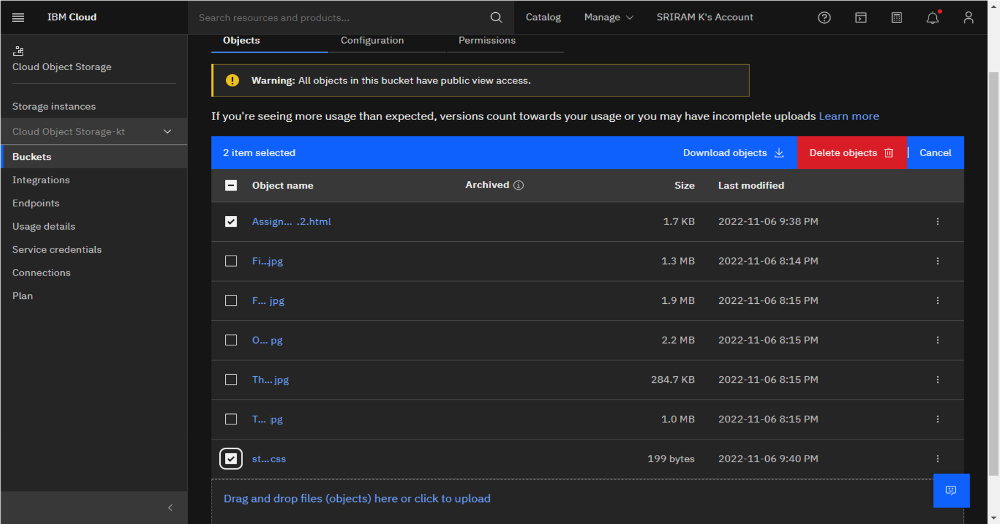 IBM Cloud
Search resources and products...
Catalog
Manage
SRIRAM K's Account
Cloud Object Storage
Storage instances
Cloud Object Storage-kt
Buckets
Integrations
Endpoints
Usage details
Service credentials
Connections
Plan
Objects Configuration Permissions
Warning: All objects in this bucket have public view access.
If you're seeing more usage than expected, versions count towards your usage or you may have incomplete uploads Learn more
2 item selected Download objects Delete objects Cancel
Object name Archived Size Last modified
Assign... .2.html 1.7 KB 2022-11-06 9:38 PM
Fi...jpg 1.3 MB 2022-11-06 8:14 PM
F... jpg 1.9 MB 2022-11-06 8:15 PM
O... pg 2.2 MB 2022-11-06 8:15 PM
Th... jpg 284.7 KB 2022-11-06 8:15 PM
T... jpg 1.0 MB 2022-11-06 8:15 PM
st...css 199 bytes 2022-11-06 9:40 PM
Drag and drop files (objects) here or click to upload